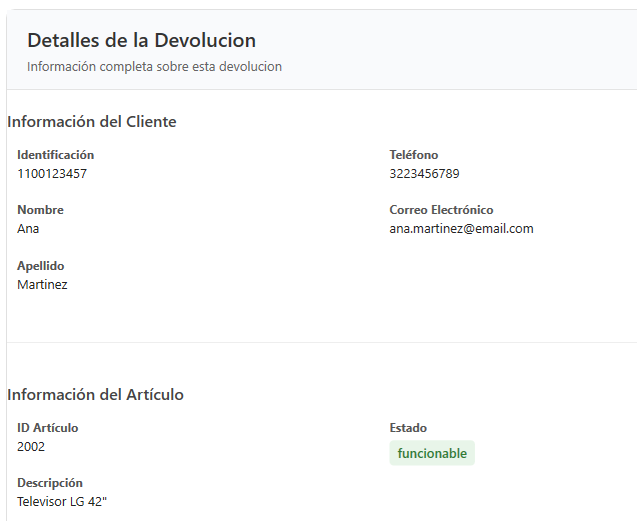 Detalles de la Devolucion
Información completa sobre esta devolucion
Información del Cliente
Identificación
1100123457
Teléfono
3223456789
Nombre
Ana
Correo Electrónico
ana.martinez@email.com
Apellido
Martinez
Información del Artículo
ID Artículo
2002
Estado
funcionable
Descripción
Televisor LG 42"